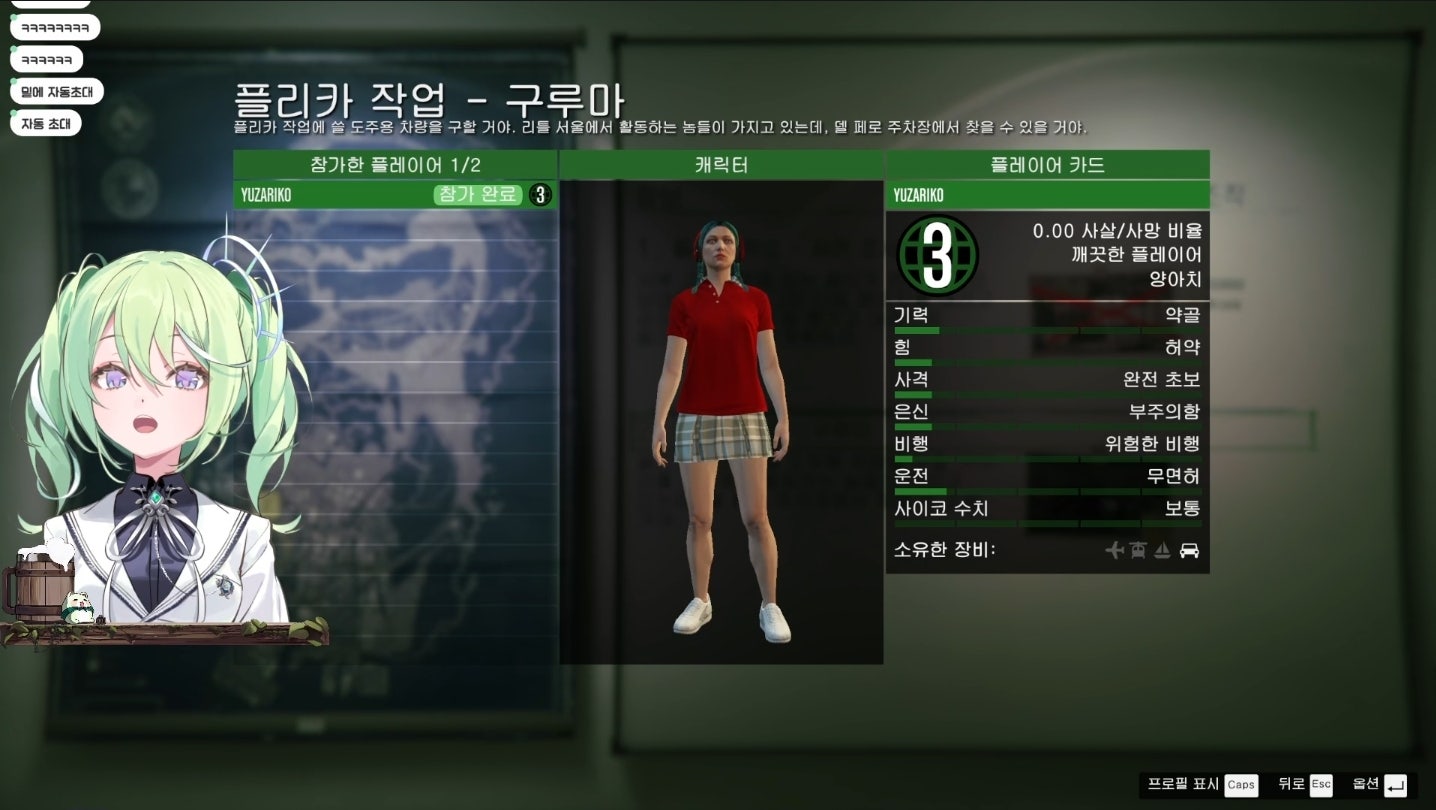 ㅋㅋㅋㅋㅋㅋㅋㅋ
ㅋㅋㅋㅋㅋㅋ
밑에 자동초대
자동 초대
플리카 작업 - 구루마
플리카 작업에 쓸 도주용 차량을 구할 거야. 리틀 서울에서 활동하는 놈들이 가지고 있는데, 델 페로 주차장에서 찾을 수 있을 거야.
참가한 플레이어 1/2
YUZARIKO 참가 완료 3
캐릭터
플레이어 카드
YUZARIKO
3
0.00 사살/사망 비율
깨끗한 플레이어
양아치
기력 약골
힘 허약
사격 완전 초보
은신 부주의함
비행 위험한 비행
운전 무면허
사이코 수치 보통
소유한 장비:
프로필 표시 Caps 뒤로 Esc 옵션